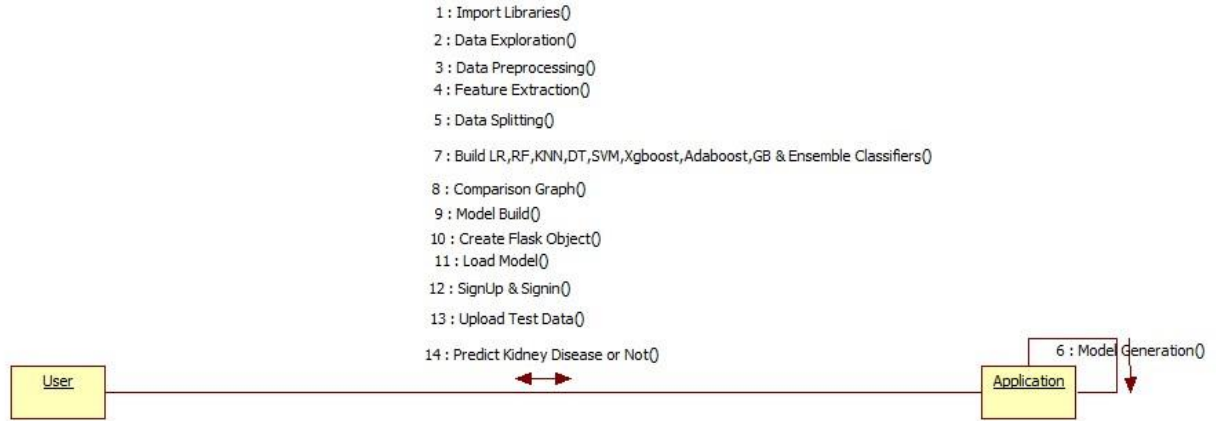 1 : Import Libraries()
2 : Data Exploration()
3 : Data Preprocessing()
4 : Feature Extraction()
5 : Data Splitting()
7 : Build LR,RF,KNN,DT,SVM,Xgboost,Adaboost,GB & Ensemble Classifiers()
8 : Comparison Graph()
9 : Model Build()
10 : Create Flask Object()
11 : Load Model()
12 : SignUp & Signin()
13 : Upload Test Data()
14 : Predict Kidney Disease or Not()
6 : Model Generation()
User
Application